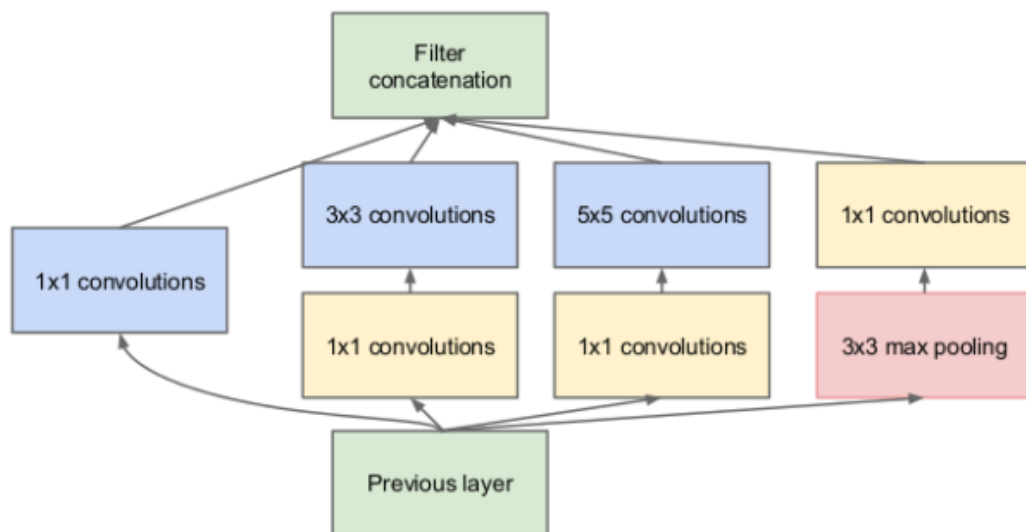 Filter
concatenation
3x3 convolutions
5x5 convolutions
1x1 convolutions
1x1 convolutions
1x1 convolutions
1x1 convolutions
3x3 max pooling
Previous layer